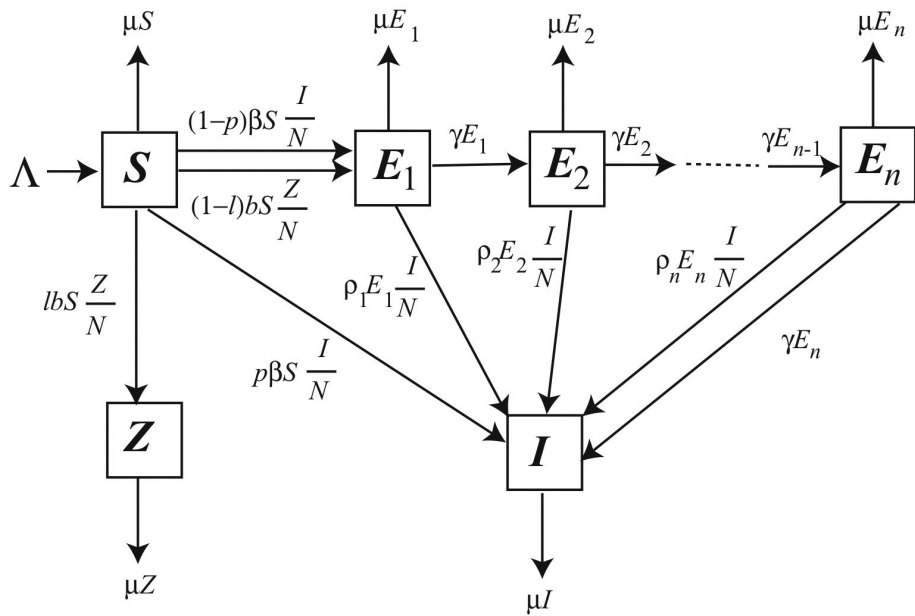 μS
μE₁
μE₂
μEₙ
(1–p)βS I/N
Λ
S
E₁
γE₁
E₂
γE₂
γEₙ₋₁
Eₙ
(1–l)bS Z/N
lbS Z/N
pβS I/N
ρ₁E₁ I/N
ρ₂E₂ I/N
ρₙEₙ I/N
γEₙ
Z
I
μZ
μI